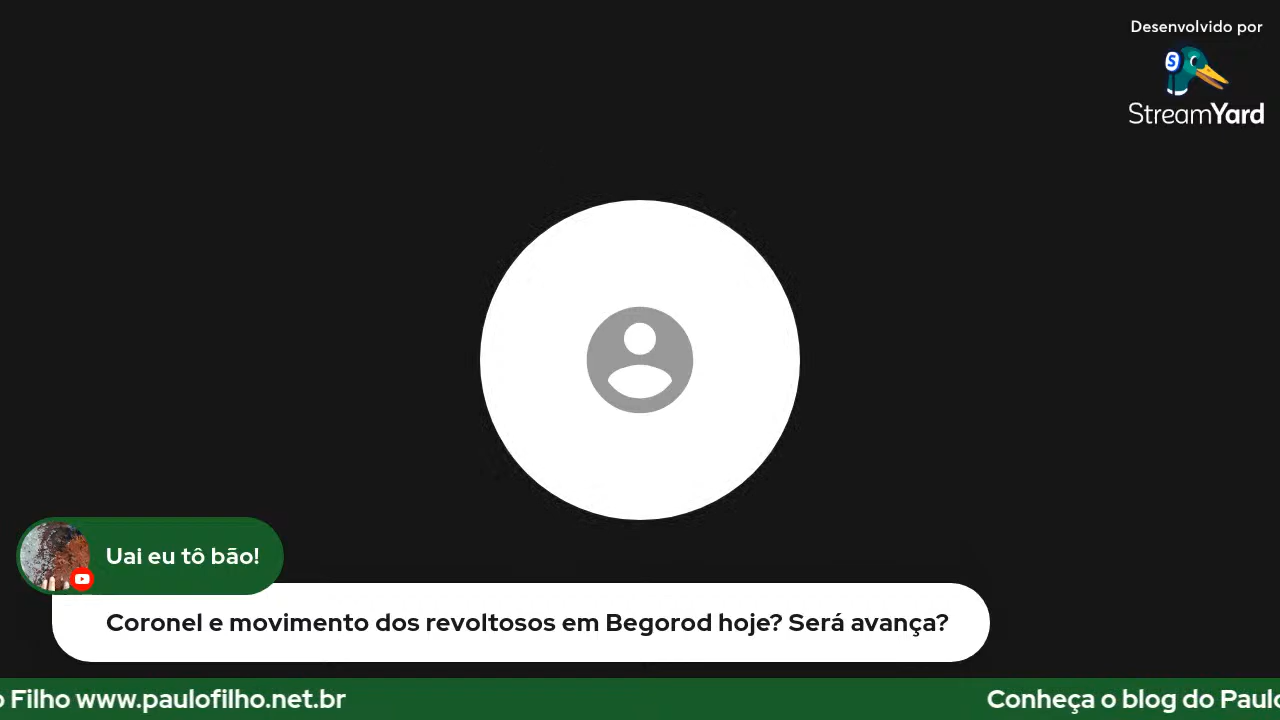 Desenvolvido por
StreamYard
Uai eu tô bão!
Coronel e movimento dos revoltosos em Begorod hoje? Será avança?
o Filho www.paulofilho.net.br
Conheça o blog do Paulo